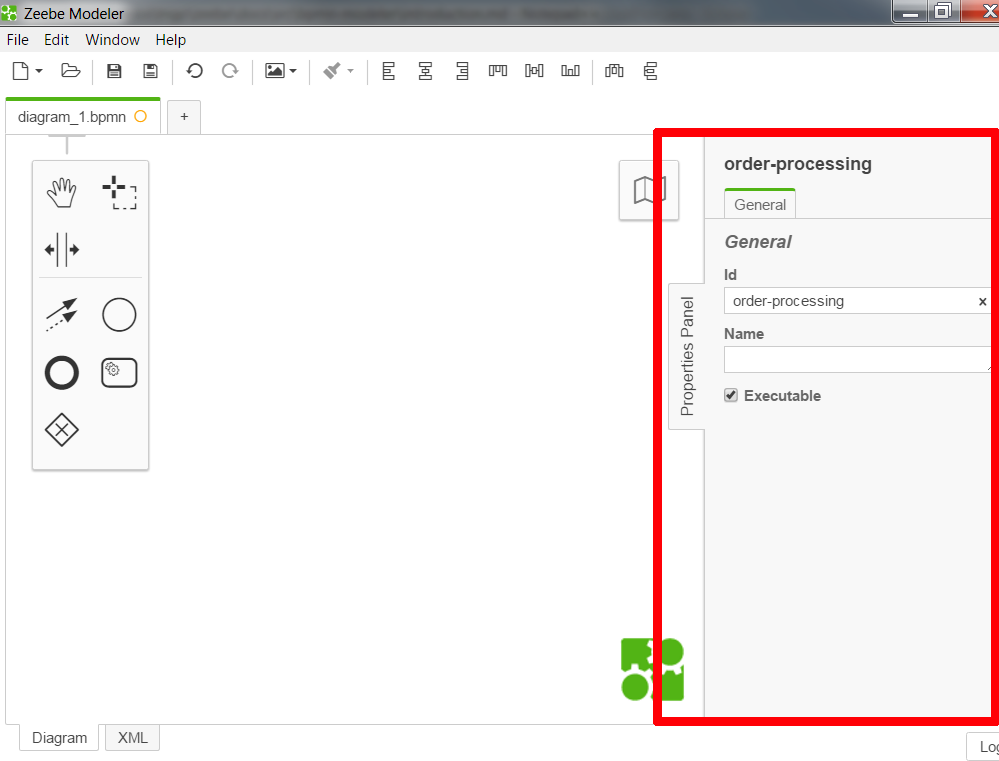 Zeebe Modeler
File Edit Window Help
diagram_1.bpmn +
order-processing
General
General
Id
order-processing
Name
Executable
Properties Panel
Diagram XML
Log